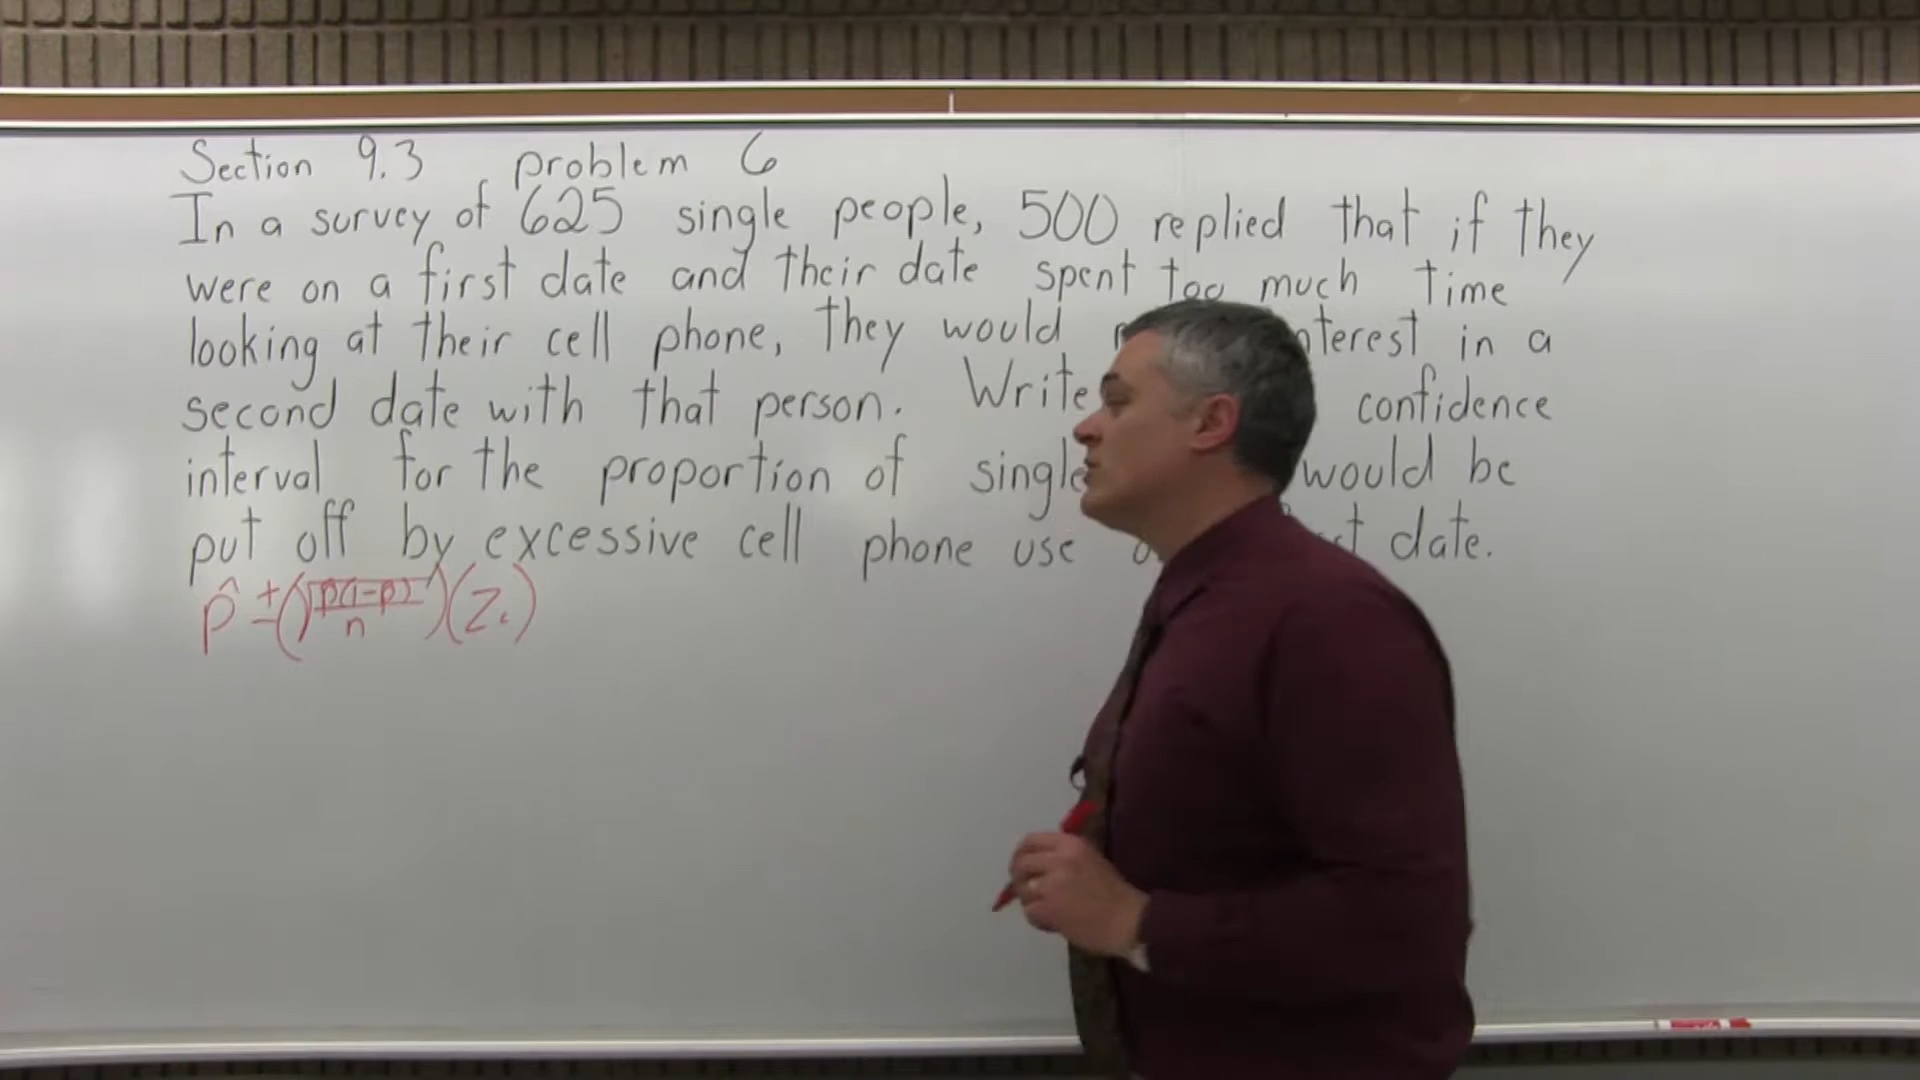 Section 9.3 problem 6
In a survey of 625 single people, 500 replied that if they
were on a first date and their date spent too much time
looking at their cell phone, they would interest in a
second date with that person. Write confidence
interval for the proportion of single would be
put off by excessive cell phone use date.
p̂ ± (√p(1-p)/n)(Zc)